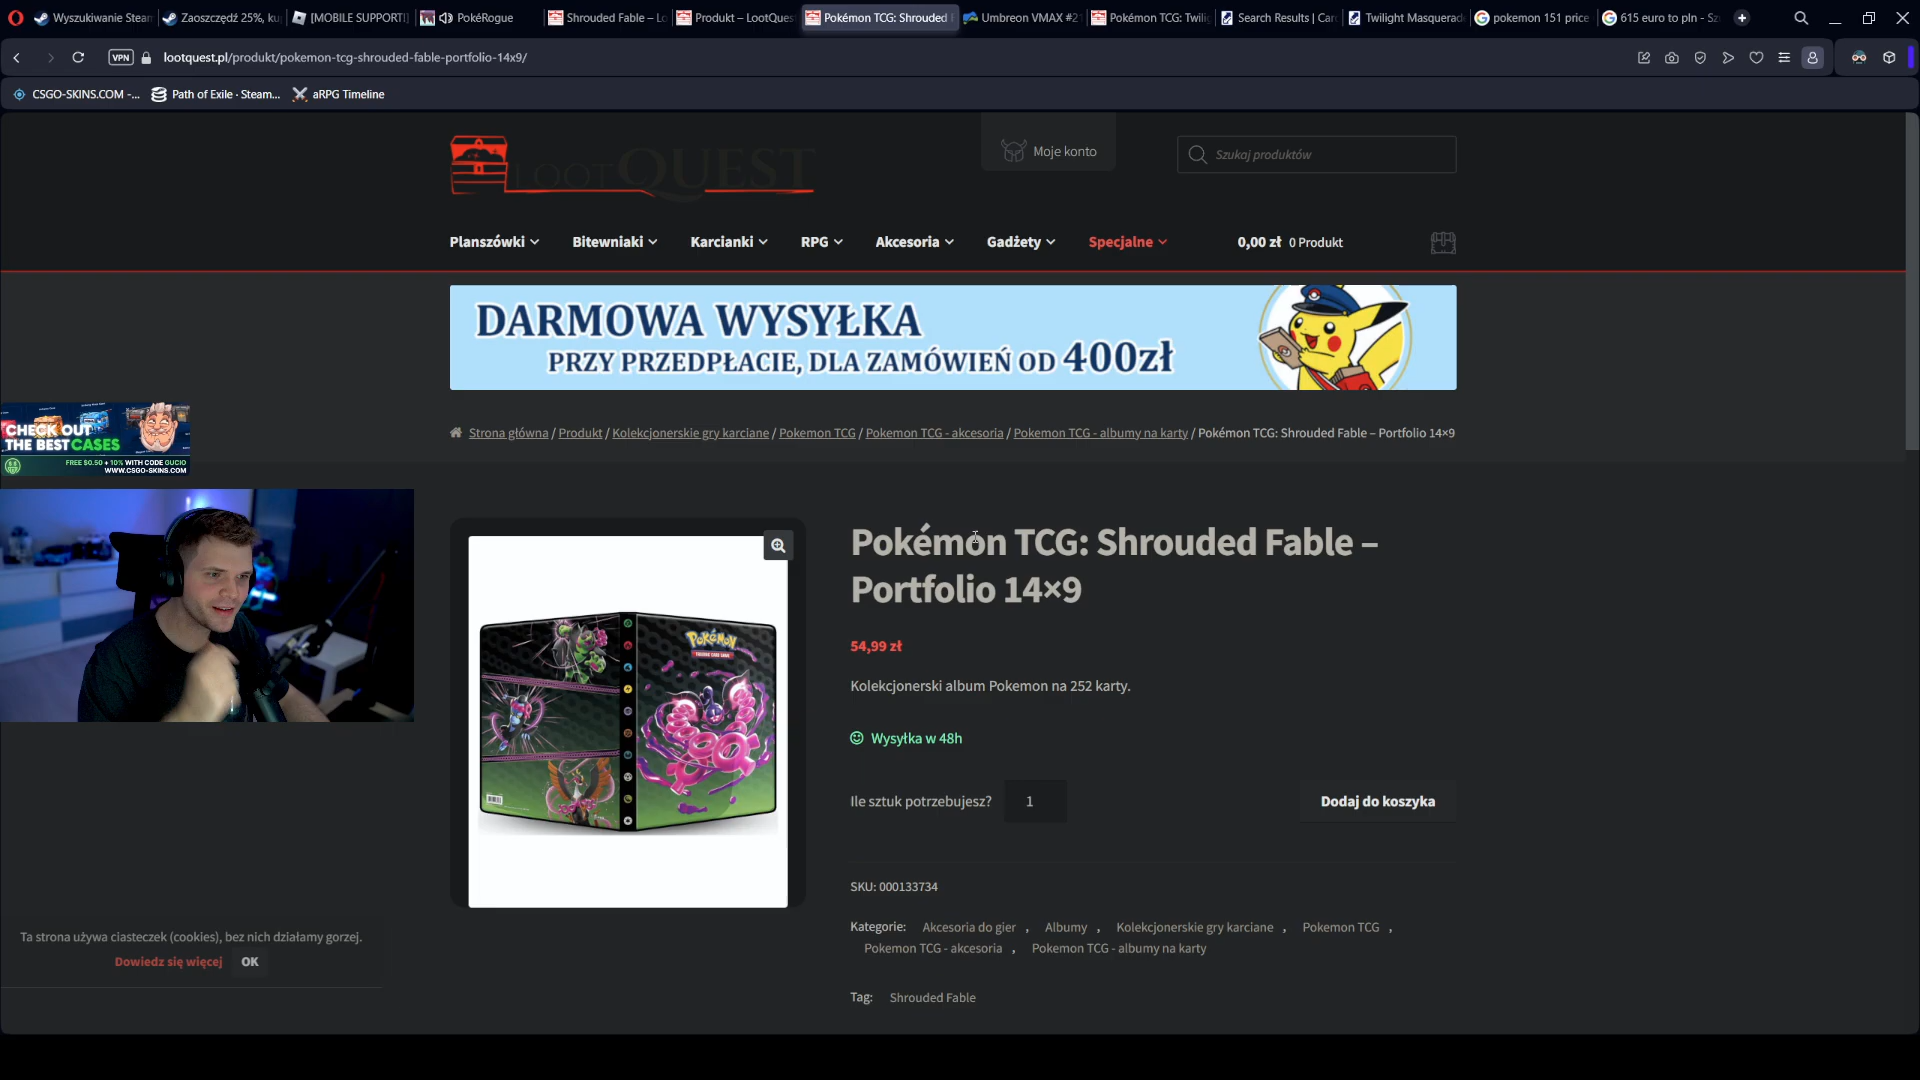 Wyszukiwanie Steam
Zaoszczędź 25%, ku
[MOBILE SUPPORT!]
PokéRogue
Shrouded Fable – Lo
Produkt – LootQues
Pokémon TCG: Shrouded F
Umbreon VMAX #21
Pokémon TCG: Twili
Search Results | Car
Twilight Masquerad
pokemon 151 price
615 euro to pln - Sz
VPN
lootquest.pl/produkt/pokemon-tcg-shrouded-fable-portfolio-14x9/
CSGO-SKINS.COM -...
Path of Exile · Steam...
aRPG Timeline
LOOTQUEST
Moje konto
Szukaj produktów
Planszówki
Bitewniaki
Karcianki
RPG
Akcesoria
Gadżety
Specjalne
0,00 zł 0 Produkt
DARMOWA WYSYŁKA
PRZY PRZEDPŁACIE, DLA ZAMÓWIEŃ OD 400zł
CHECK OUT
THE BEST CASES
FREE $0.50 + 10% WITH CODE GUCIO
WWW.CSGO-SKINS.COM
Strona główna / Produkt / Kolekcjonerskie gry karciane / Pokemon TCG / Pokemon TCG - akcesoria / Pokemon TCG - albumy na karty / Pokémon TCG: Shrouded Fable – Portfolio 14×9
Pokémon
Pokémon TCG: Shrouded Fable –
Portfolio 14×9
54,99 zł
Kolekcjonerski album Pokemon na 252 karty.
Wysyłka w 48h
Ile sztuk potrzebujesz? 1
Dodaj do koszyka
SKU: 000133734
Kategorie: Akcesoria do gier , Albumy , Kolekcjonerskie gry karciane , Pokemon TCG ,
Pokemon TCG - akcesoria , Pokemon TCG - albumy na karty
Tag: Shrouded Fable
Ta strona używa ciasteczek (cookies), bez nich działamy gorzej.
Dowiedz się więcej
OK